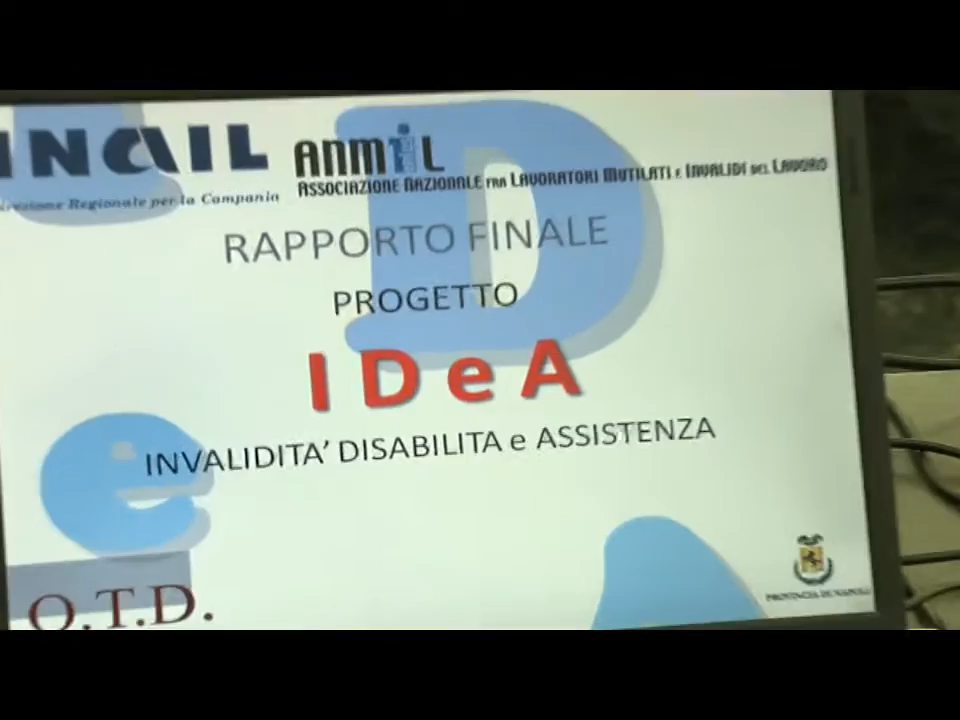 INAIL
Direzione Regionale per la Campania
ANMIL
ASSOCIAZIONE NAZIONALE FRA LAVORATORI MUTILATI E INVALIDI DEL LAVORO
RAPPORTO FINALE
PROGETTO
IDeA
INVALIDITA' DISABILITA e ASSISTENZA
O.T.D.
PROVINCIA DI NAPOLI